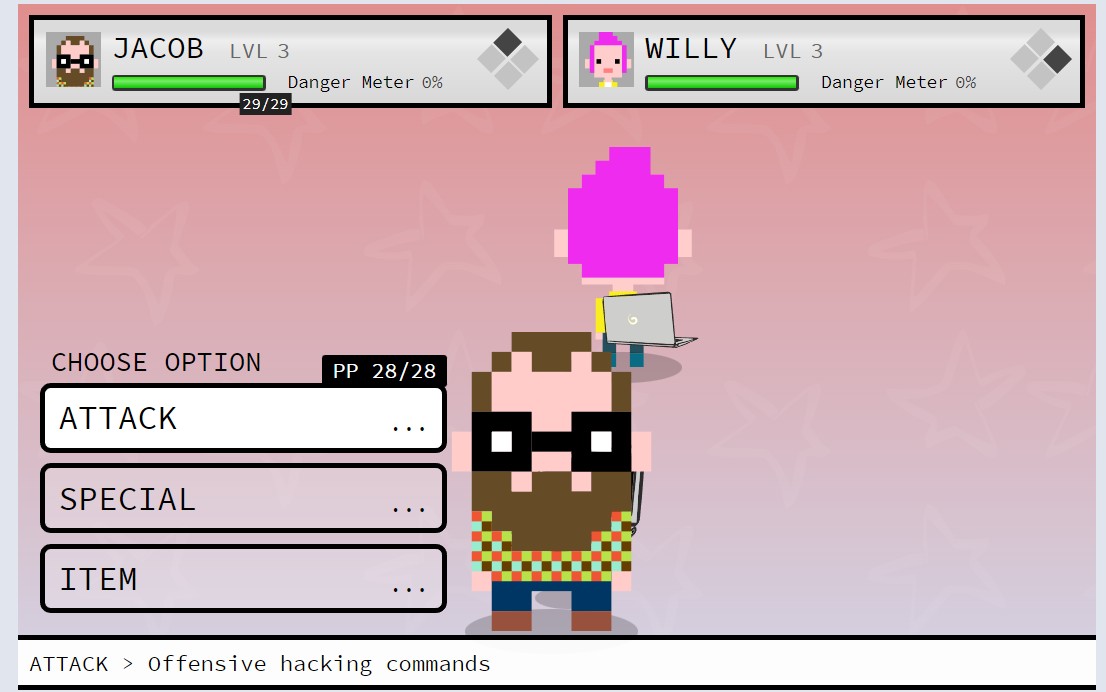 JACOB LVL 3
Danger Meter 0%
29/29
WILLY LVL 3
Danger Meter 0%
CHOOSE OPTION
PP 28/28
ATTACK ...
SPECIAL ...
ITEM ...
ATTACK > Offensive hacking commands